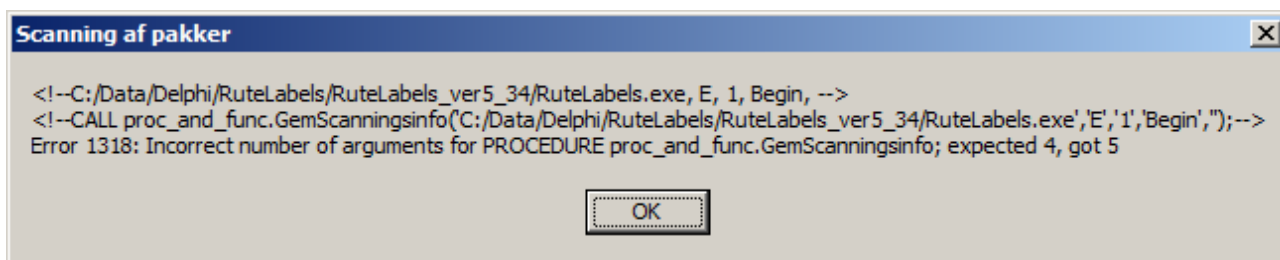 Scanning af pakker
<!--C:/Data/Delphi/RuteLabels/RuteLabels_ver5_34/RuteLabels.exe, E, 1, Begin, -->
<!--CALL proc_and_func.GemScanningsinfo('C:/Data/Delphi/RuteLabels/RuteLabels_ver5_34/RuteLabels.exe','E','1','Begin','');-->
Error 1318: Incorrect number of arguments for PROCEDURE proc_and_func.GemScanningsinfo; expected 4, got 5
OK